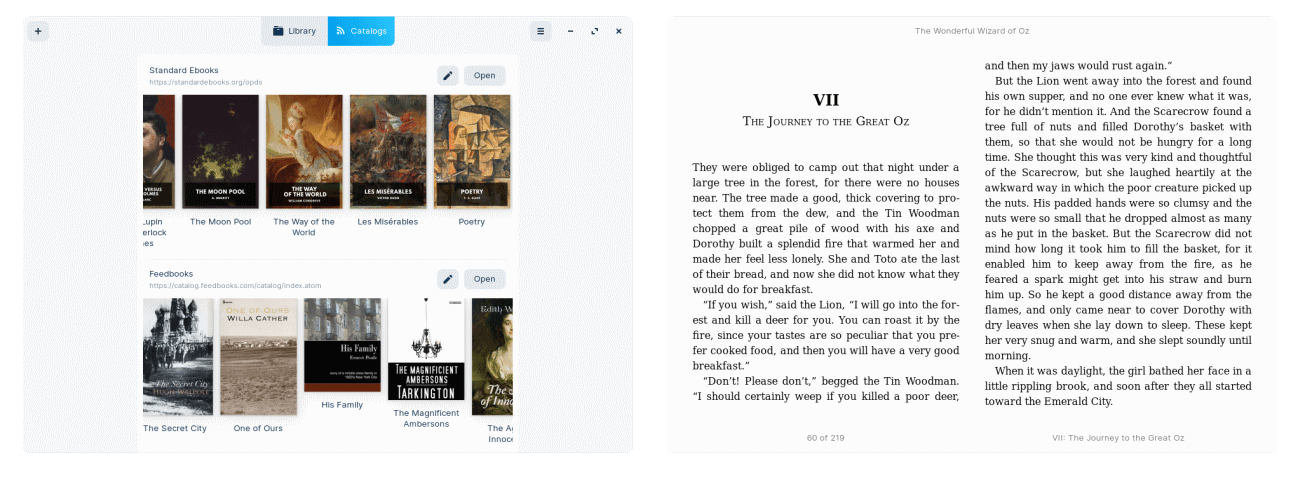 Library
Catalogs
Standard Ebooks
https://standardebooks.org/opds
Open
VERSUS
THE MOON POOL
A. MERRITT
THE WAY
OF THE WORLD
WILLIAM CONGREVE
LES MISÉRABLES
VICTOR HUGO
POETRY
T. S. ELIOT
Lupin
erlock
nes
The Moon Pool
The Way of the
World
Les Misérables
Poetry
Feedbooks
https://catalog.feedbooks.com/catalog/index.atom
Open
The Secret City
HUGH WALPOLE
ONE OF OURS
WILLA CATHER
His Family
Ernest Poole
story of a middle class family in
1920's New York City
THE MAGNIFICENT
AMBERSONS
TARKINGTON
Edith W
The
of Inno
The Secret City
One of Ours
His Family
The Magnificent
Ambersons
The Ag
Innoce
The Wonderful Wizard of Oz
VII
The Journey to the Great Oz
They were obliged to camp out that night under a
large tree in the forest, for there were no houses
near. The tree made a good, thick covering to pro-
tect them from the dew, and the Tin Woodman
chopped a great pile of wood with his axe and
Dorothy built a splendid fire that warmed her and
made her feel less lonely. She and Toto ate the last
of their bread, and now she did not know what they
would do for breakfast.
“If you wish,” said the Lion, “I will go into the for-
est and kill a deer for you. You can roast it by the
fire, since your tastes are so peculiar that you pre-
fer cooked food, and then you will have a very good
breakfast.”
“Don’t! Please don’t,” begged the Tin Woodman.
“I should certainly weep if you killed a poor deer,
and then my jaws would rust again.”
But the Lion went away into the forest and found
his own supper, and no one ever knew what it was,
for he didn’t mention it. And the Scarecrow found a
tree full of nuts and filled Dorothy’s basket with
them, so that she would not be hungry for a long
time. She thought this was very kind and thoughtful
of the Scarecrow, but she laughed heartily at the
awkward way in which the poor creature picked up
the nuts. His padded hands were so clumsy and the
nuts were so small that he dropped almost as many
as he put in the basket. But the Scarecrow did not
mind how long it took him to fill the basket, for it
enabled him to keep away from the fire, as he
feared a spark might get into his straw and burn
him up. So he kept a good distance away from the
flames, and only came near to cover Dorothy with
dry leaves when she lay down to sleep. These kept
her very snug and warm, and she slept soundly until
morning.
When it was daylight, the girl bathed her face in a
little rippling brook, and soon after they all started
toward the Emerald City.
60 of 219
VII: The Journey to the Great Oz